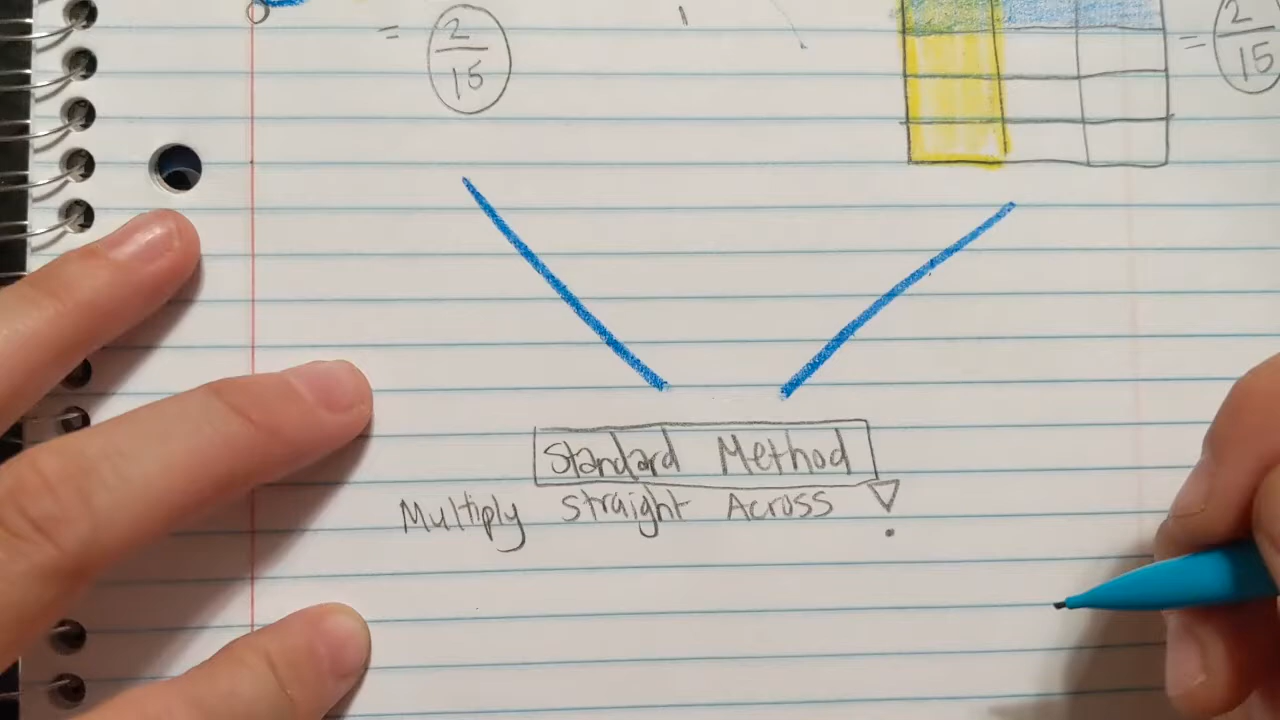 = 2/15
= 2/15
Standard Method
Multiply Straight Across !